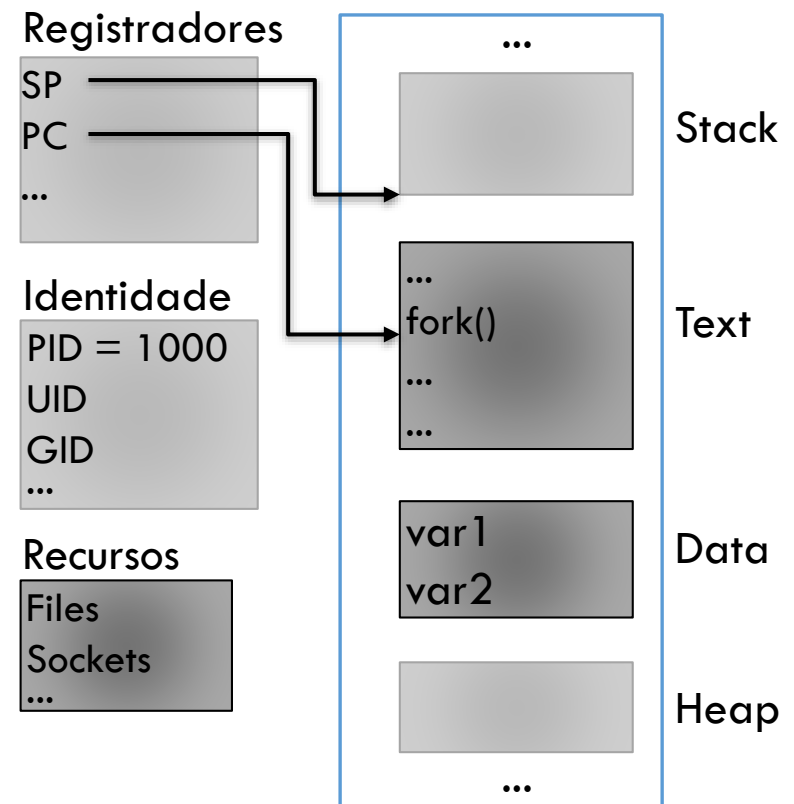 Registradores
SP
PC
...
Identidade
PID = 1000
UID
GID
...
Recursos
Files
Sockets
...
...
Stack
...
fork()
...
...
Text
var1
var2
Data
Heap
...